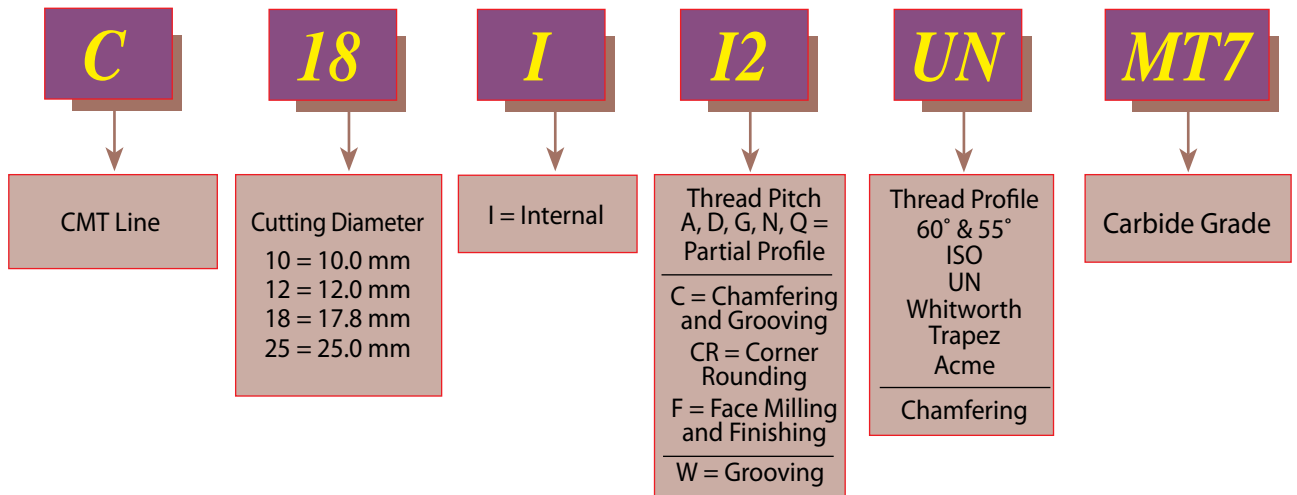 C
18
I
I2
UN
MT7
CMT Line
Cutting Diameter
10 = 10.0 mm
12 = 12.0 mm
18 = 17.8 mm
25 = 25.0 mm
I = Internal
Thread Pitch
A, D, G, N, Q =
Partial Profile
C = Chamfering
and Grooving
CR = Corner
Rounding
F = Face Milling
and Finishing
W = Grooving
Thread Profile
60° & 55°
ISO
UN
Whitworth
Trapez
Acme
Chamfering
Carbide Grade